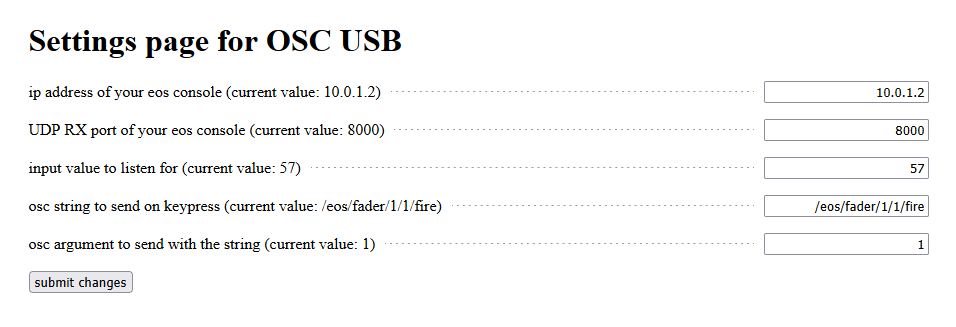 Settings page for OSC USB
ip address of your eos console (current value: 10.0.1.2) 10.0.1.2
UDP RX port of your eos console (current value: 8000) 8000
input value to listen for (current value: 57) 57
osc string to send on keypress (current value: /eos/fader/1/1/fire) /eos/fader/1/1/fire
osc argument to send with the string (current value: 1) 1
submit changes